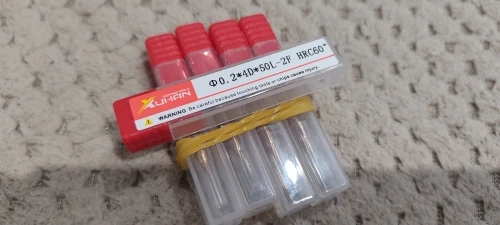 Φ0.2*4D*50L-2F HRC60°
XUHAN
WARNING Be careful because touching tools or chips cause injury.